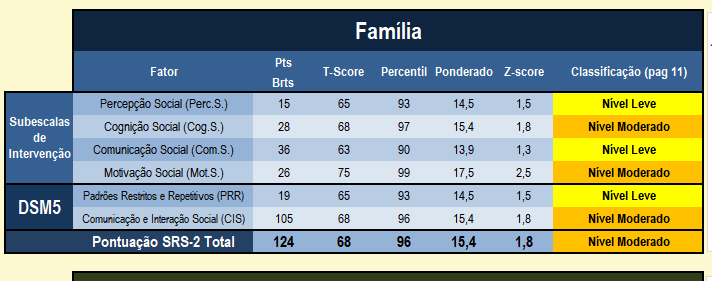 Família
Fator Pts Brts T-Score Percentil Ponderado Z-score Classificação (pag 11)
Subescalas de Intervenção
Percepção Social (Perc.S.) 15 65 93 14,5 1,5 Nível Leve
Cognição Social (Cog.S.) 28 68 97 15,4 1,8 Nível Moderado
Comunicação Social (Com.S.) 36 63 90 13,9 1,3 Nível Leve
Motivação Social (Mot.S.) 26 75 99 17,5 2,5 Nível Moderado
DSM5
Padrões Restritos e Repetitivos (PRR) 19 65 93 14,5 1,5 Nível Leve
Comunicação e Interação Social (CIS) 105 68 96 15,4 1,8 Nível Moderado
Pontuação SRS-2 Total 124 68 96 15,4 1,8 Nível Moderado